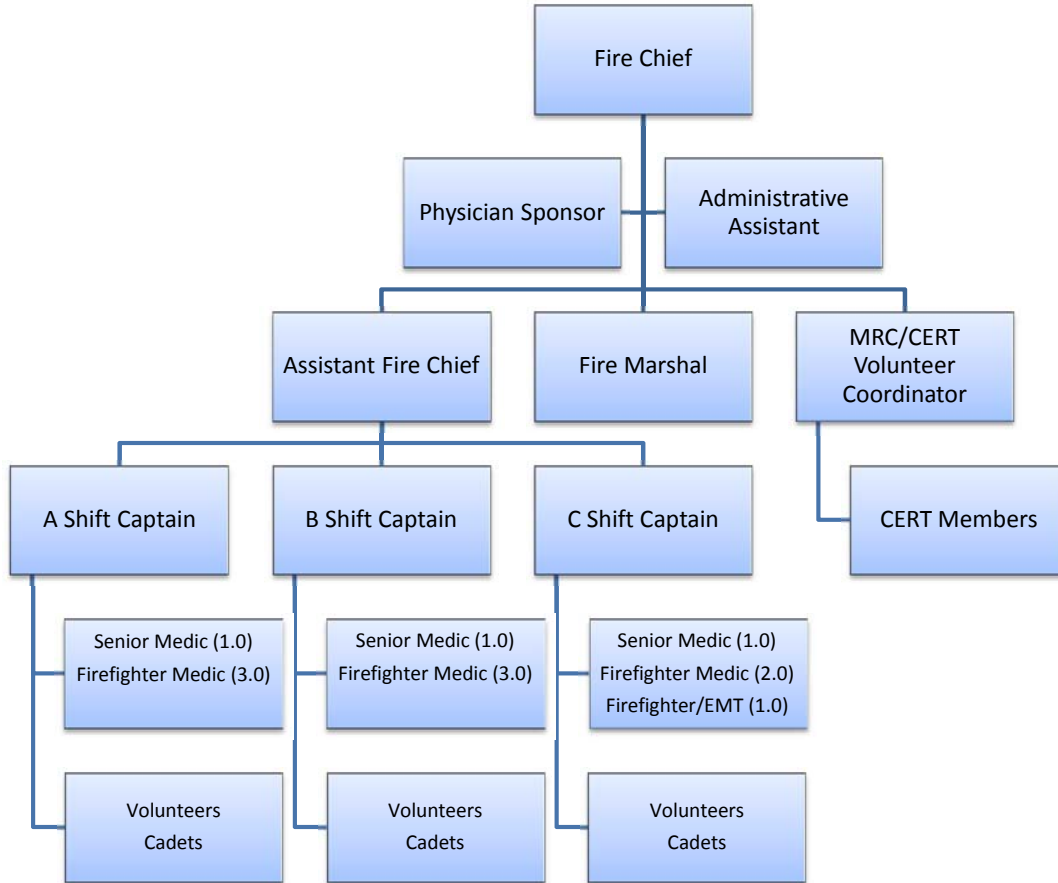 Fire Chief
Physician Sponsor
Administrative
Assistant
Assistant Fire Chief
Fire Marshal
MRC/CERT
Volunteer
Coordinator
A Shift Captain
B Shift Captain
C Shift Captain
CERT Members
Senior Medic (1.0)
Firefighter Medic (3.0)
Senior Medic (1.0)
Firefighter Medic (3.0)
Senior Medic (1.0)
Firefighter Medic (2.0)
Firefighter/EMT (1.0)
Volunteers
Cadets
Volunteers
Cadets
Volunteers
Cadets